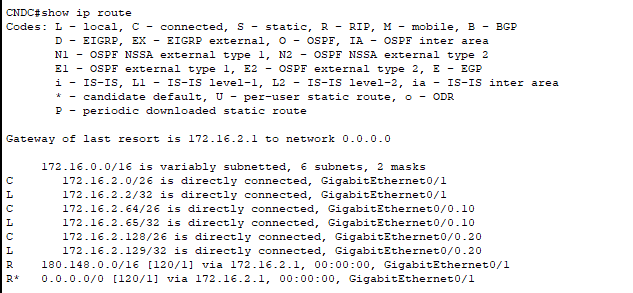 CNDC#show ip route
Codes: L - local, C - connected, S - static, R - RIP, M - mobile, B - BGP
D - EIGRP, EX - EIGRP external, O - OSPF, IA - OSPF inter area
N1 - OSPF NSSA external type 1, N2 - OSPF NSSA external type 2
E1 - OSPF external type 1, E2 - OSPF external type 2, E - EGP
i - IS-IS, L1 - IS-IS level-1, L2 - IS-IS level-2, ia - IS-IS inter area
* - candidate default, U - per-user static route, o - ODR
P - periodic downloaded static route
Gateway of last resort is 172.16.2.1 to network 0.0.0.0
172.16.0.0/16 is variably subnetted, 6 subnets, 2 masks
C 172.16.2.0/26 is directly connected, GigabitEthernet0/1
L 172.16.2.2/32 is directly connected, GigabitEthernet0/1
C 172.16.2.64/26 is directly connected, GigabitEthernet0/0.10
L 172.16.2.65/32 is directly connected, GigabitEthernet0/0.10
C 172.16.2.128/26 is directly connected, GigabitEthernet0/0.20
L 172.16.2.129/32 is directly connected, GigabitEthernet0/0.20
R 180.148.0.0/16 [120/1] via 172.16.2.1, 00:00:00, GigabitEthernet0/1
R* 0.0.0.0/0 [120/1] via 172.16.2.1, 00:00:00, GigabitEthernet0/1